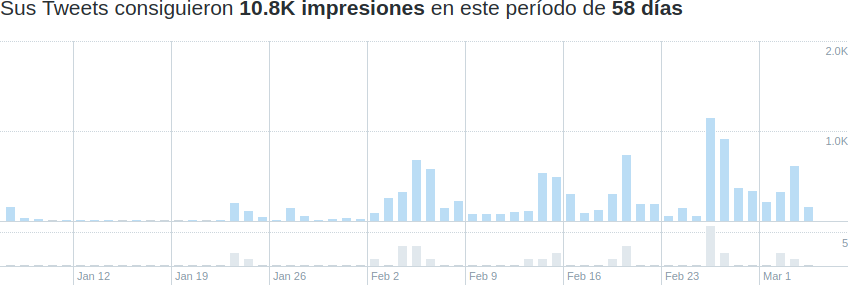 Sus Tweets consiguieron 10.8K impresiones en este período de 58 días
2.0K
1.0K
5
Jan 12 Jan 19 Jan 26 Feb 2 Feb 9 Feb 16 Feb 23 Mar 1